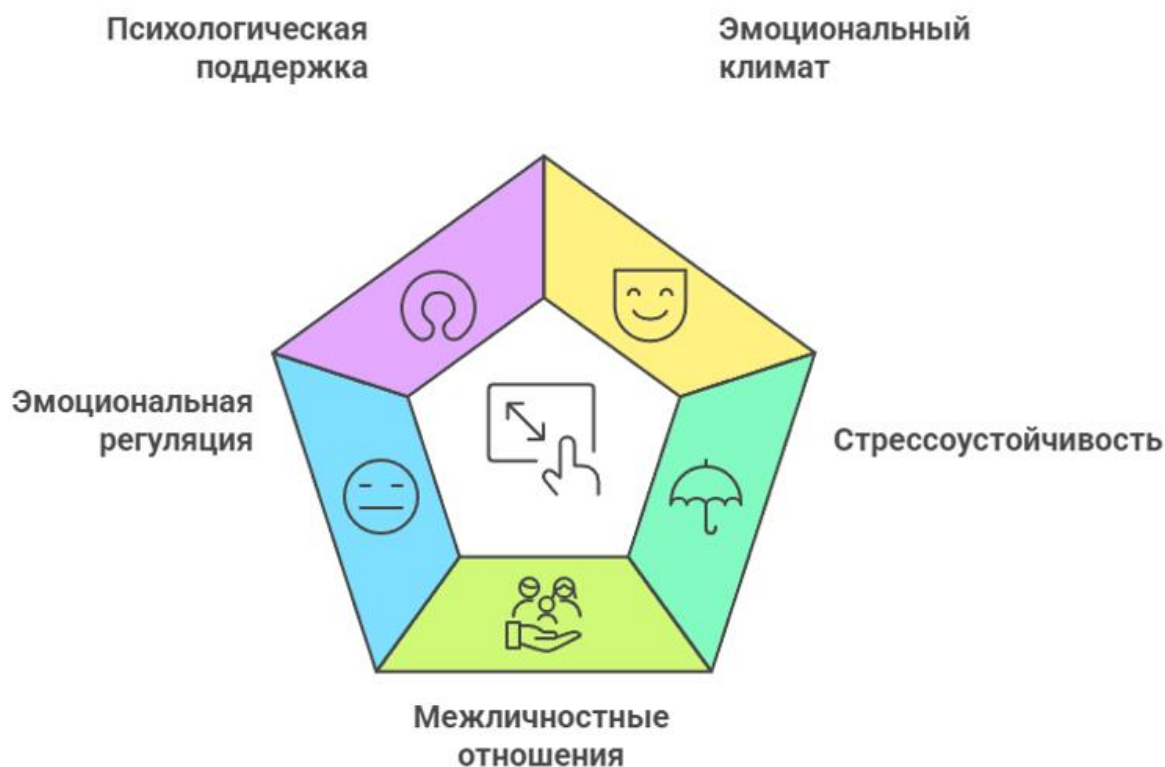 Психологическая
поддержка
Эмоциональный
климат
Эмоциональная
регуляция
Стрессоустойчивость
Межличностные
отношения